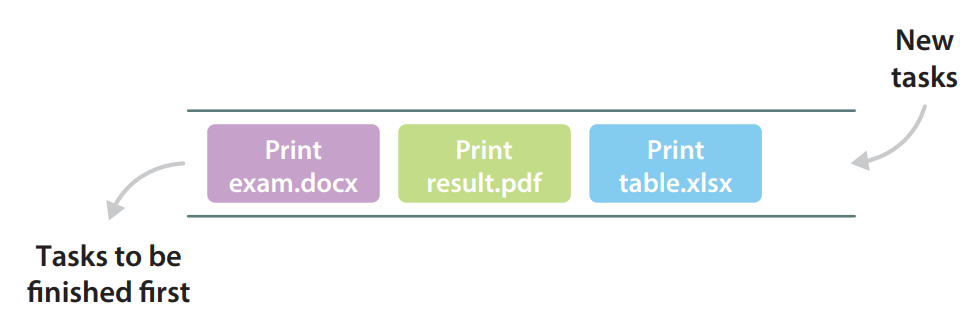 New
tasks
Print
exam.docx
Print
result.pdf
Print
table.xlsx
Tasks to be
finished first